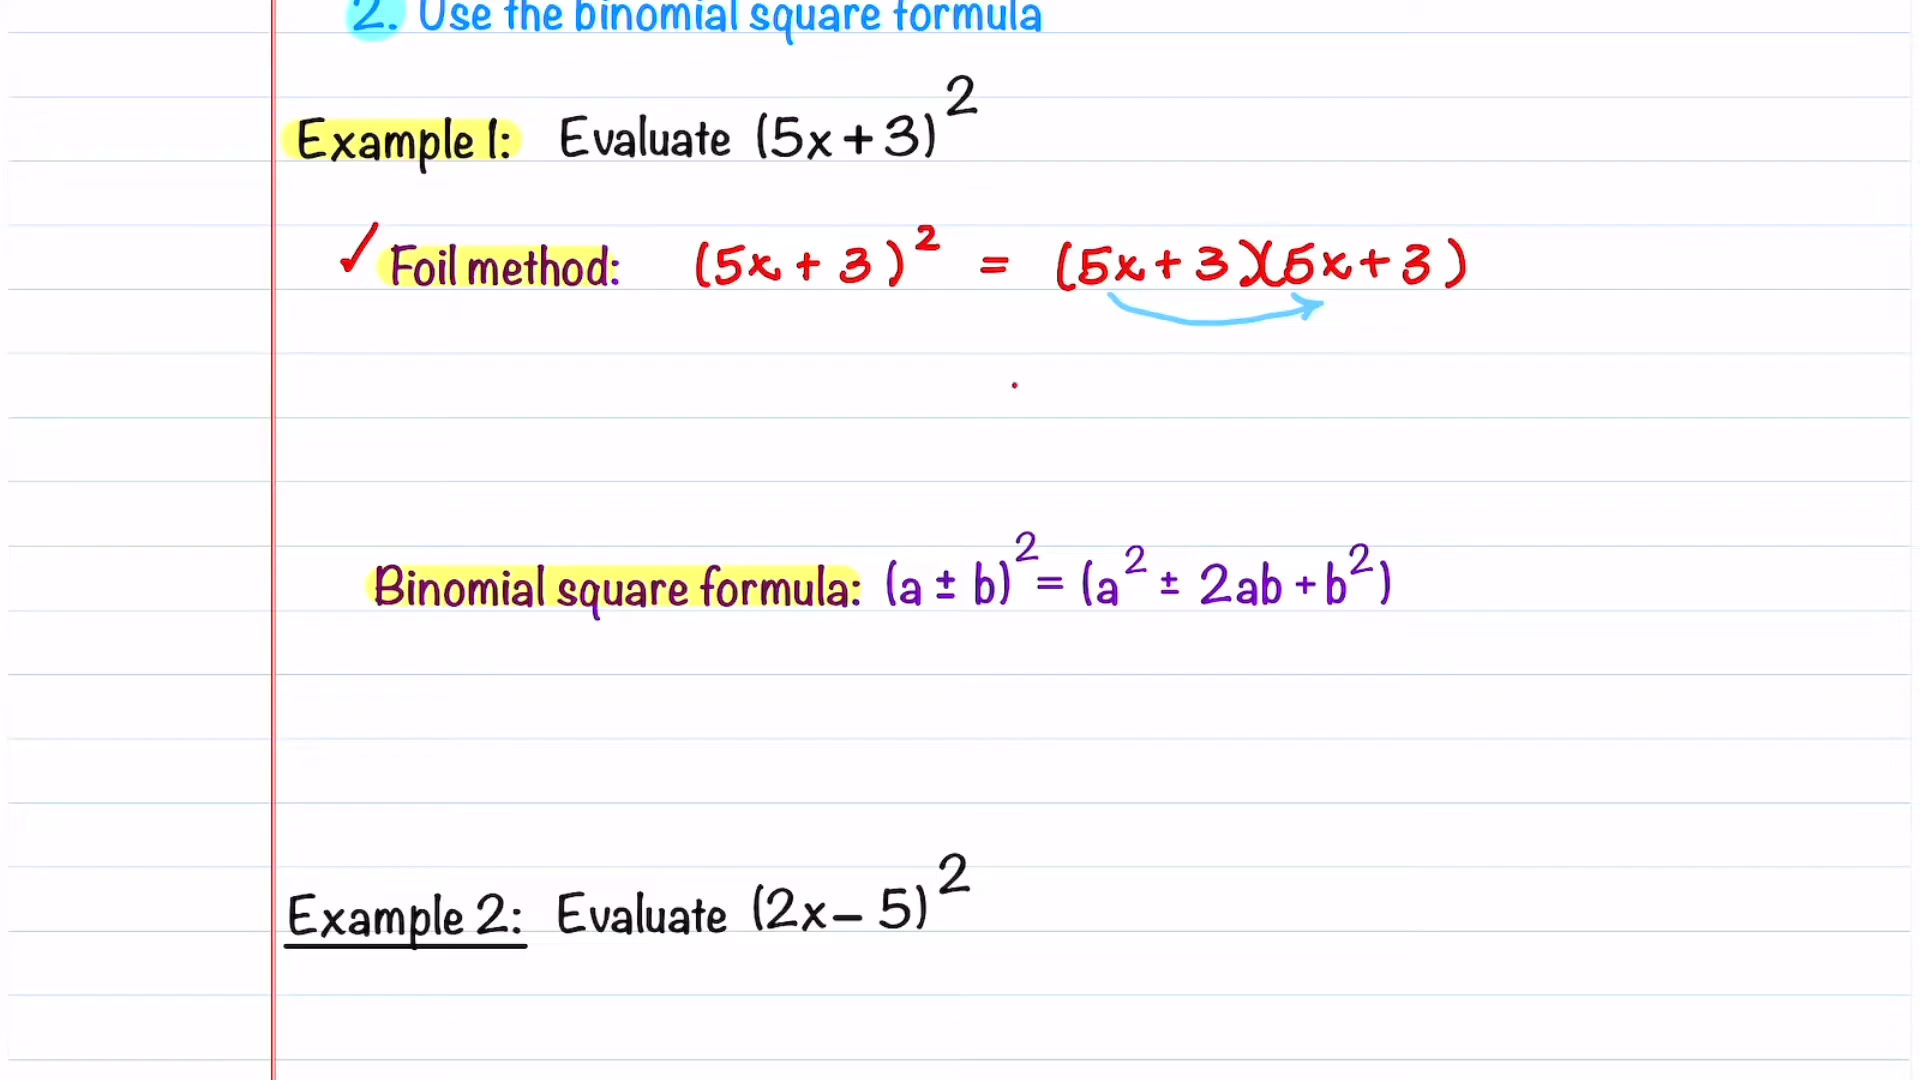 2. Use the binomial square formula
Example 1: Evaluate (5x+3)²
✓ Foil method: (5x + 3)² = (5x+3)(5x+3)
Binomial square formula: (a ± b)² = (a² ± 2ab + b²)
Example 2: Evaluate (2x – 5)²